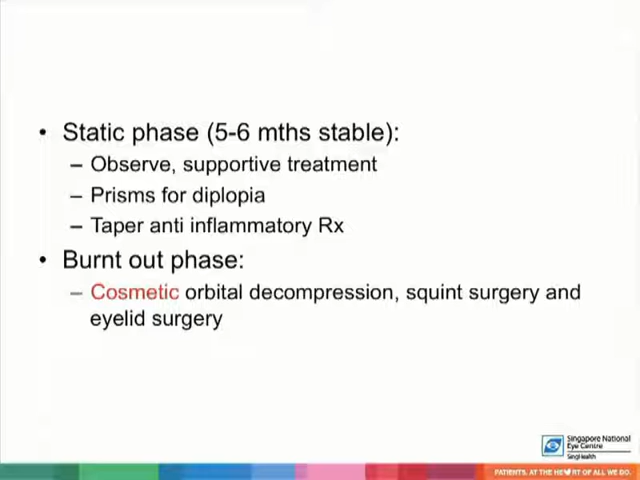 • Static phase (5-6 mths stable):
– Observe, supportive treatment
– Prisms for diplopia
– Taper anti inflammatory Rx
• Burnt out phase:
– Cosmetic orbital decompression, squint surgery and
eyelid surgery
Singapore National
Eye Centre
SingHealth
PATIENTS. AT THE HE♥RT OF ALL WE DO.